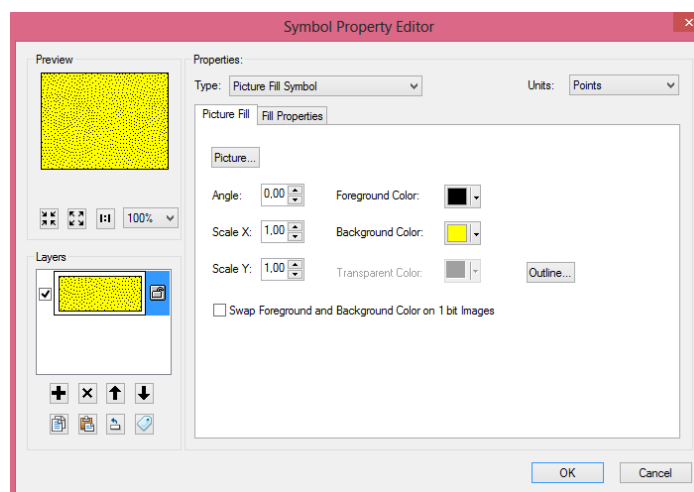 Symbol Property Editor
Preview
100%
Layers
Properties:
Type: Picture Fill Symbol Units: Points
Picture Fill Fill Properties
Picture...
Angle: 0,00 Foreground Color:
Scale X: 1,00 Background Color:
Scale Y: 1,00 Transparent Color: Outline...
Swap Foreground and Background Color on 1 bit Images
OK Cancel